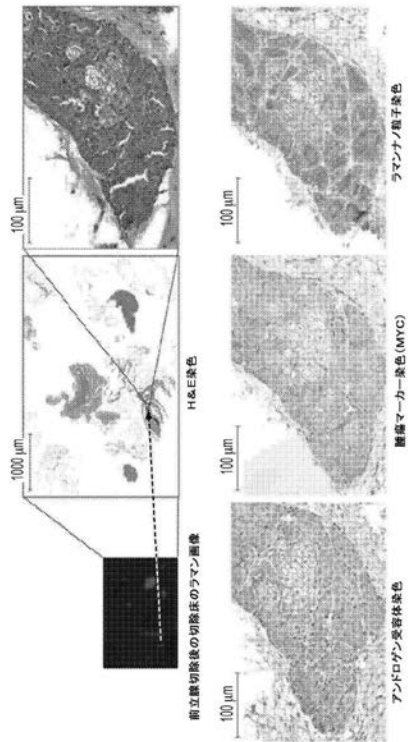 前立腺切除後の切除床のラマン画像
1000 μm
H&E染色
100 μm
100 μm
アンドロゲン受容体染色
100 μm
腫瘍マーカー染色(MYC)
100 μm
ラマンナノ粒子染色